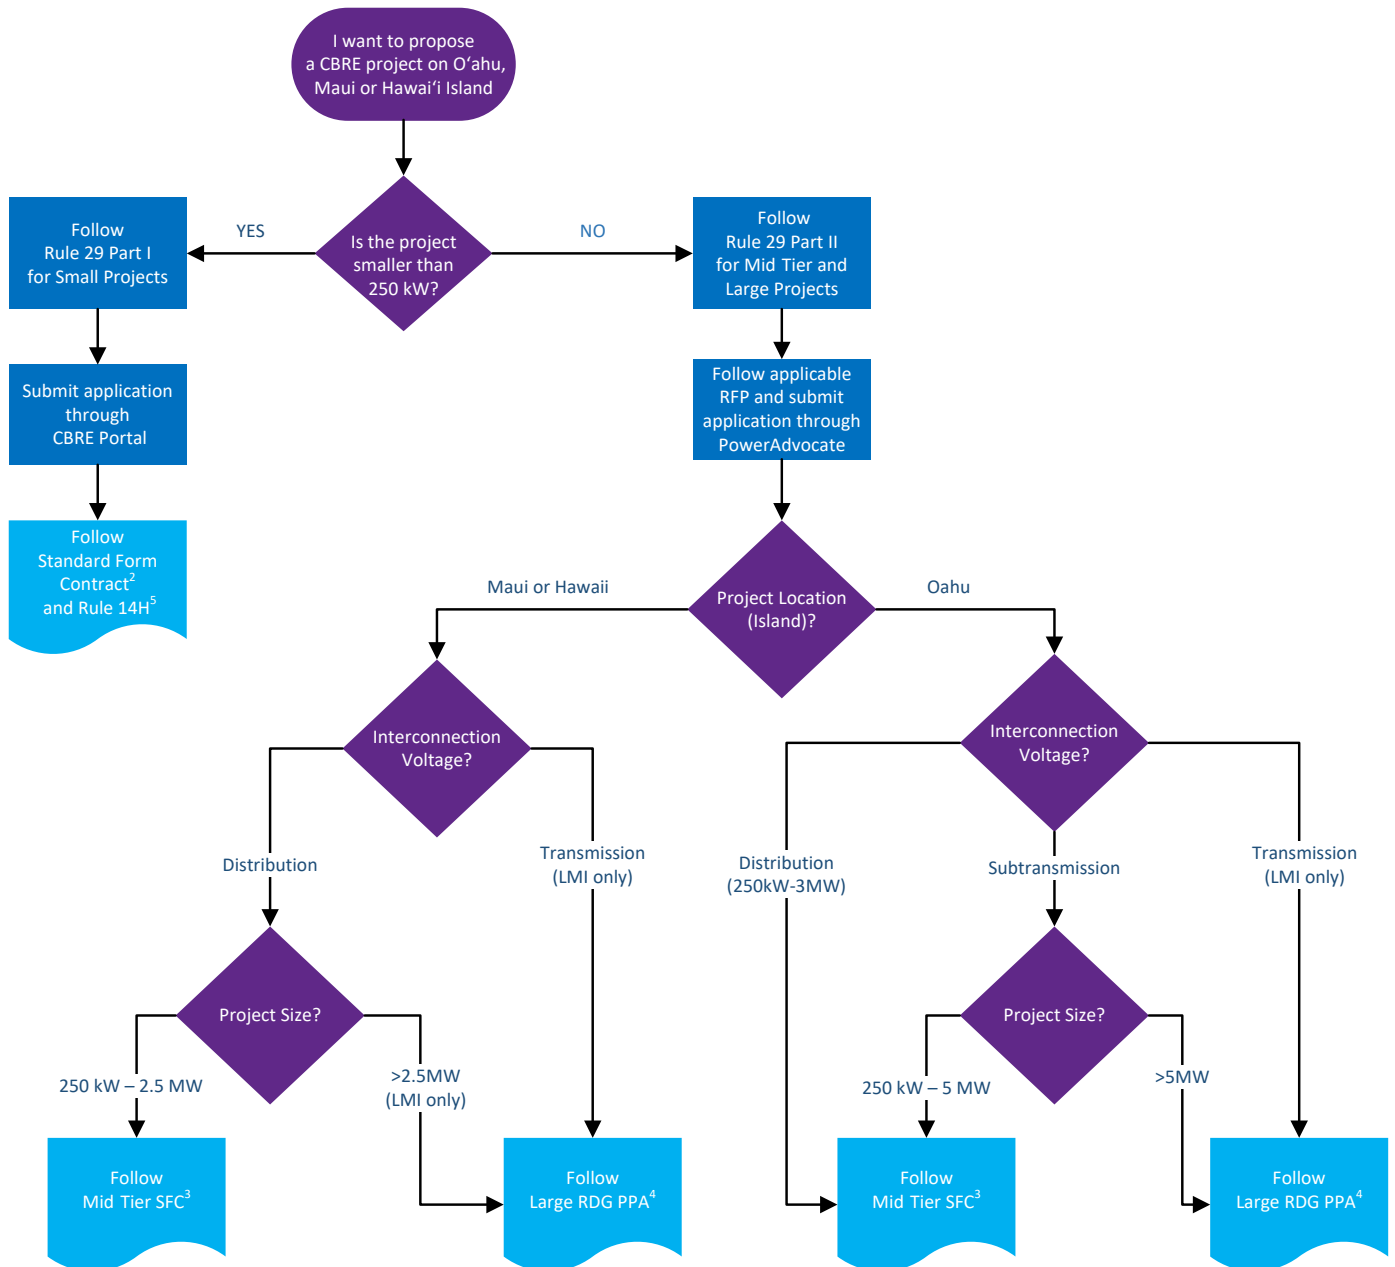 I want to propose
a CBRE project on Oʻahu,
Maui or Hawaiʻi Island
Is the project
smaller than
250 kW?
YES
NO
Follow
Rule 29 Part I
for Small Projects
Submit application
through
CBRE Portal
Follow
Standard Form
Contract²
and Rule 14H⁵
Follow
Rule 29 Part II
for Mid Tier and
Large Projects
Follow applicable
RFP and submit
application through
PowerAdvocate
Project Location
(Island)?
Maui or Hawaii
Oahu
Interconnection
Voltage?
Distribution
Transmission
(LMI only)
Project Size?
250 kW – 2.5 MW
>2.5MW
(LMI only)
Follow
Mid Tier SFC³
Follow
Large RDG PPA⁴
Interconnection
Voltage?
Distribution
(250kW-3MW)
Subtransmission
Transmission
(LMI only)
Project Size?
250 kW – 5 MW
>5MW
Follow
Mid Tier SFC³
Follow
Large RDG PPA⁴